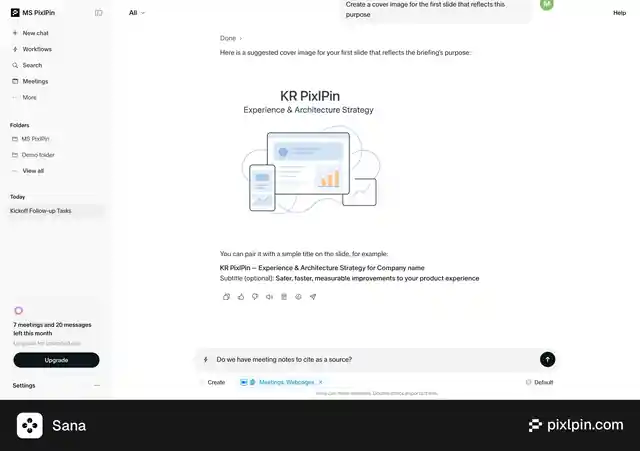 MS PixlPin
All
Create a cover image for the first slide that reflects this
purpose
M
Help
New chat
Workflows
Search
Meetings
More
Folders
MS PixlPin
Demo folder
View all
Today
Kickoff Follow-up Tasks
Done
Here is a suggested cover image for your first slide that reflects the briefing's purpose:
KR PixlPin
Experience & Architecture Strategy
You can pair it with a simple title on the slide, for example:
KR PixlPin — Experience & Architecture Strategy for Company name
Subtitle (optional): Safer, faster, measurable improvements to your product experience
7 meetings and 20 messages
left this month
Upgrade
Settings
Do we have meeting notes to cite as a source?
Create
Meetings, Webpages
Default
Sana
pixlpin.com